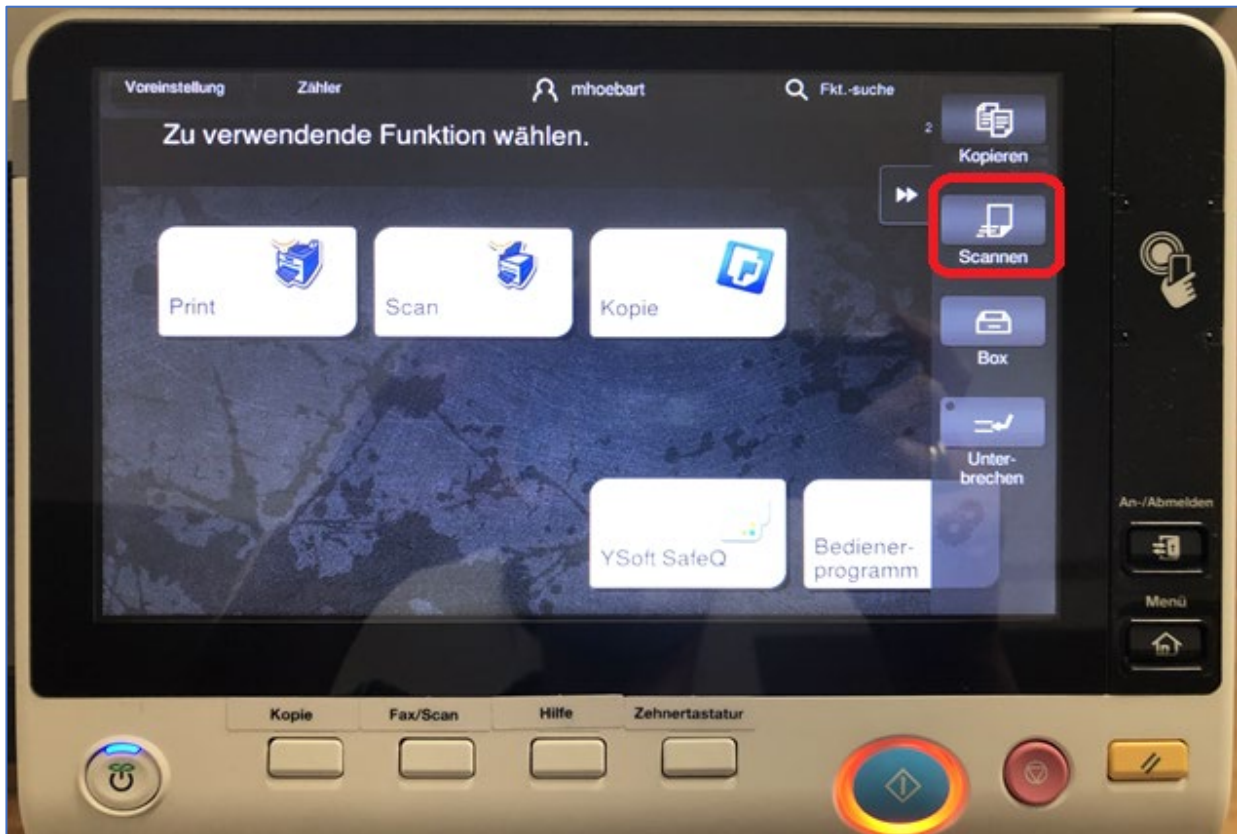 Voreinstellung
Zähler
mhoebart
Fkt.-suche
Zu verwendende Funktion wählen.
2
Kopieren
Scannen
Print
Scan
Kopie
Box
Unter-
brechen
YSoft SafeQ
Bediener-
programm
An-/Abmelden
Menü
Kopie
Fax/Scan
Hilfe
Zehnertastatur